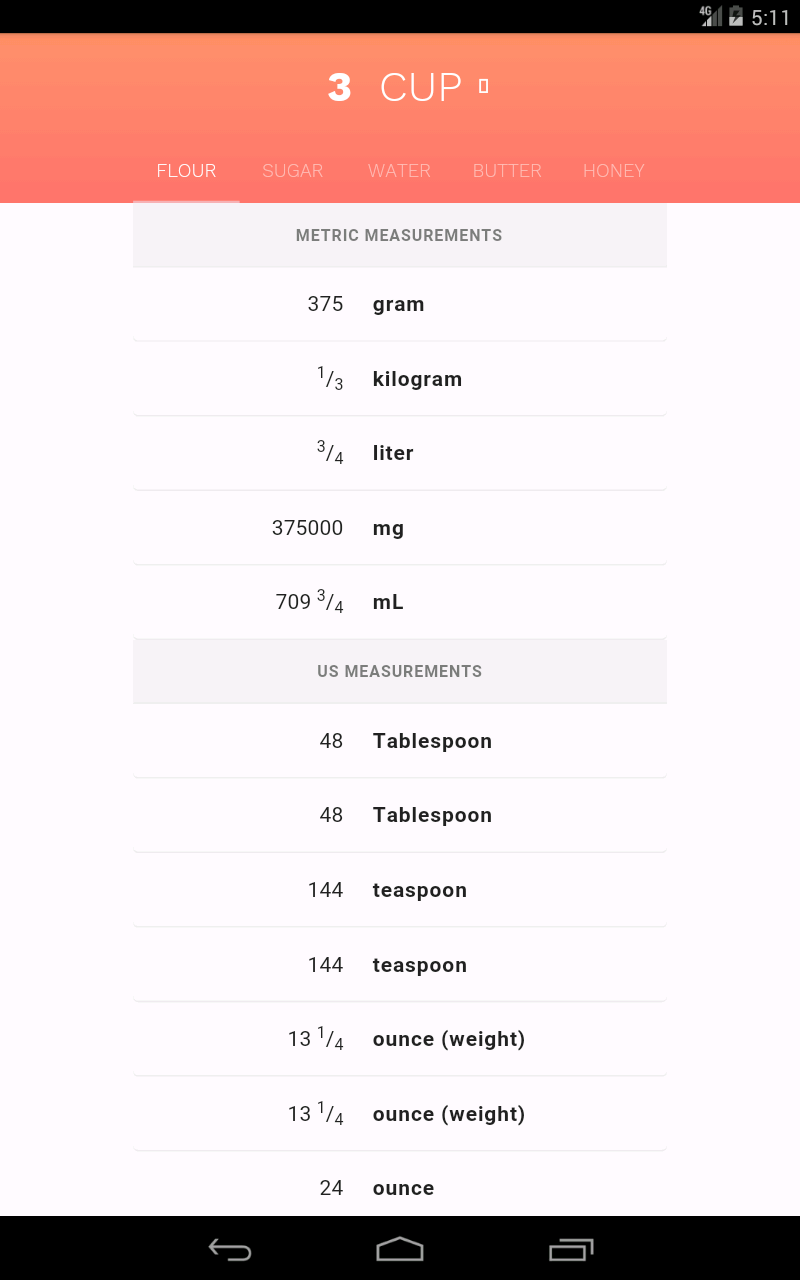 4G 5:11
3 CUP
FLOUR SUGAR WATER BUTTER HONEY
METRIC MEASUREMENTS
375 gram
1/3 kilogram
3/4 liter
375000 mg
709 3/4 mL
US MEASUREMENTS
48 Tablespoon
48 Tablespoon
144 teaspoon
144 teaspoon
13 1/4 ounce (weight)
13 1/4 ounce (weight)
24 ounce